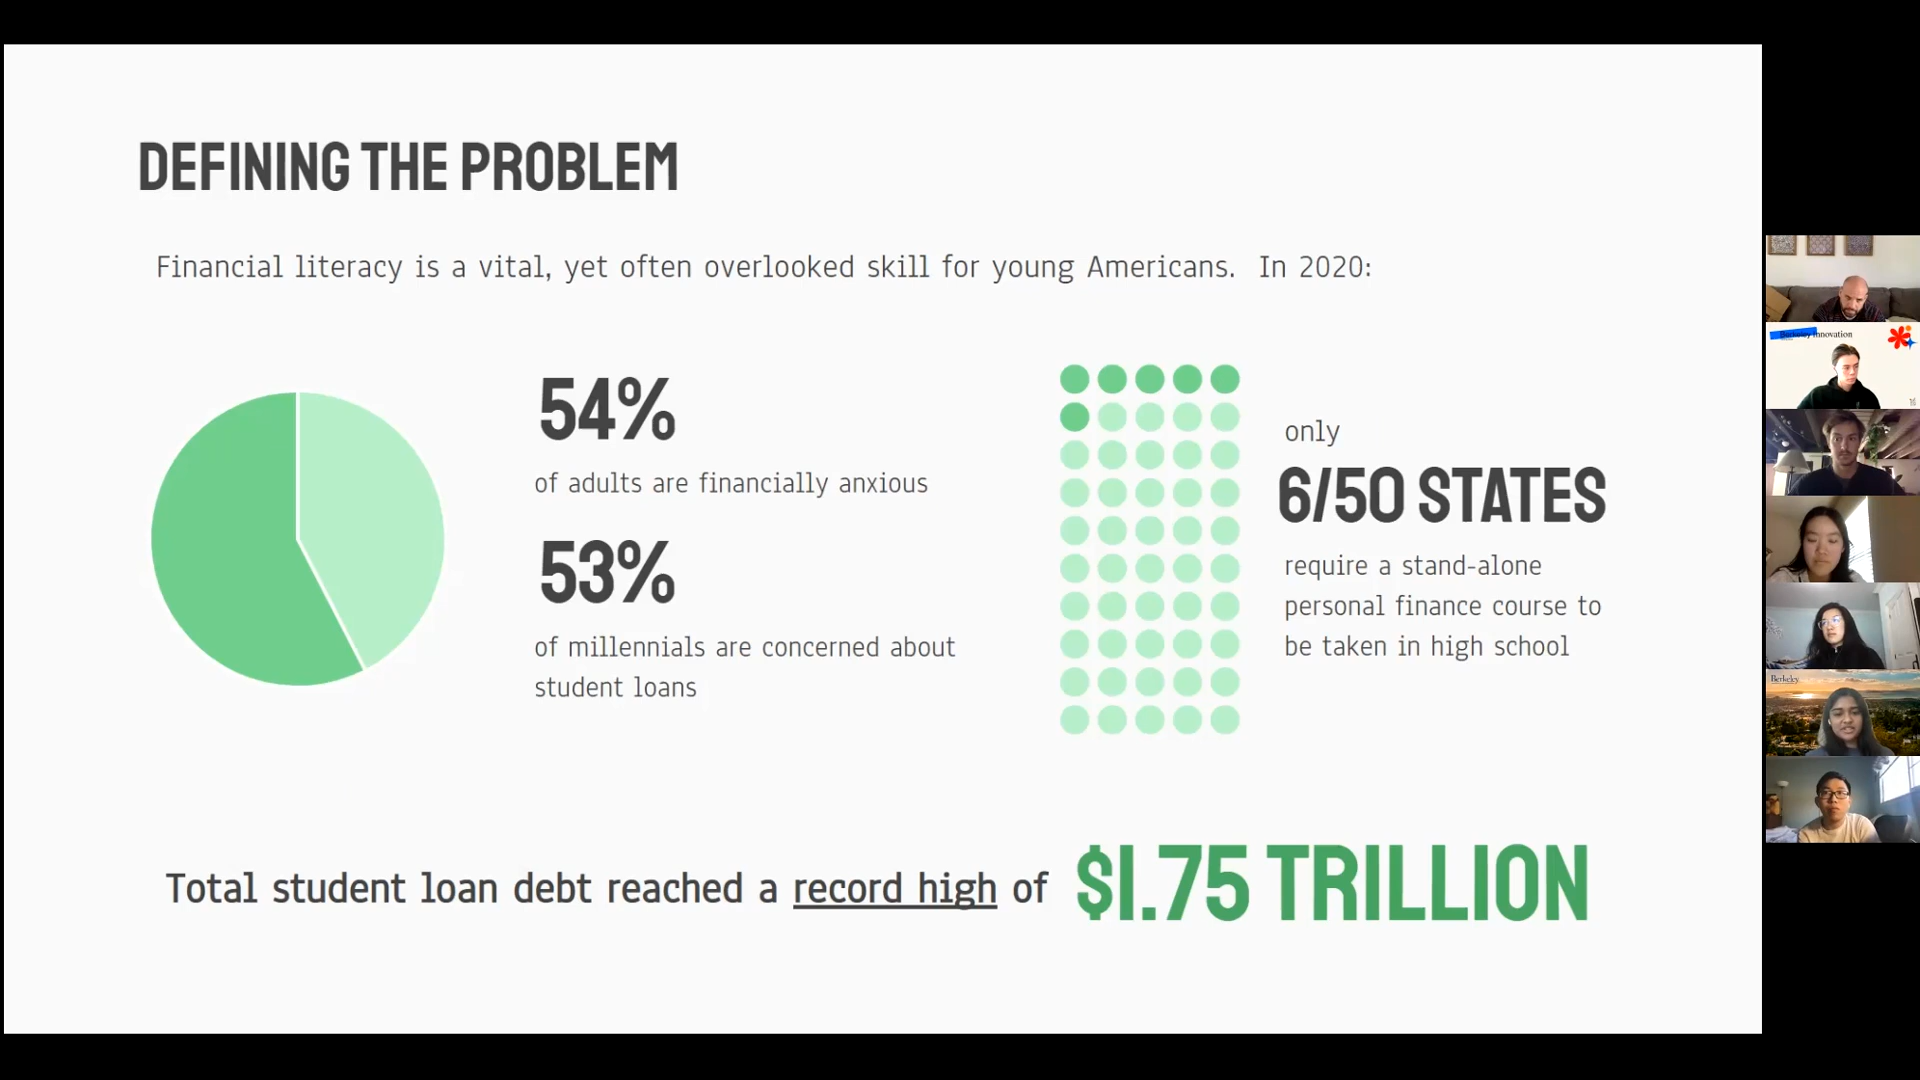 DEFINING THE PROBLEM
Financial literacy is a vital, yet often overlooked skill for young Americans. In 2020:
54%
of adults are financially anxious
53%
of millennials are concerned about
student loans
only
6/50 STATES
require a stand-alone
personal finance course to
be taken in high school
Total student loan debt reached a record high of $1.75 TRILLION
Berkeley Innovation
Berkeley